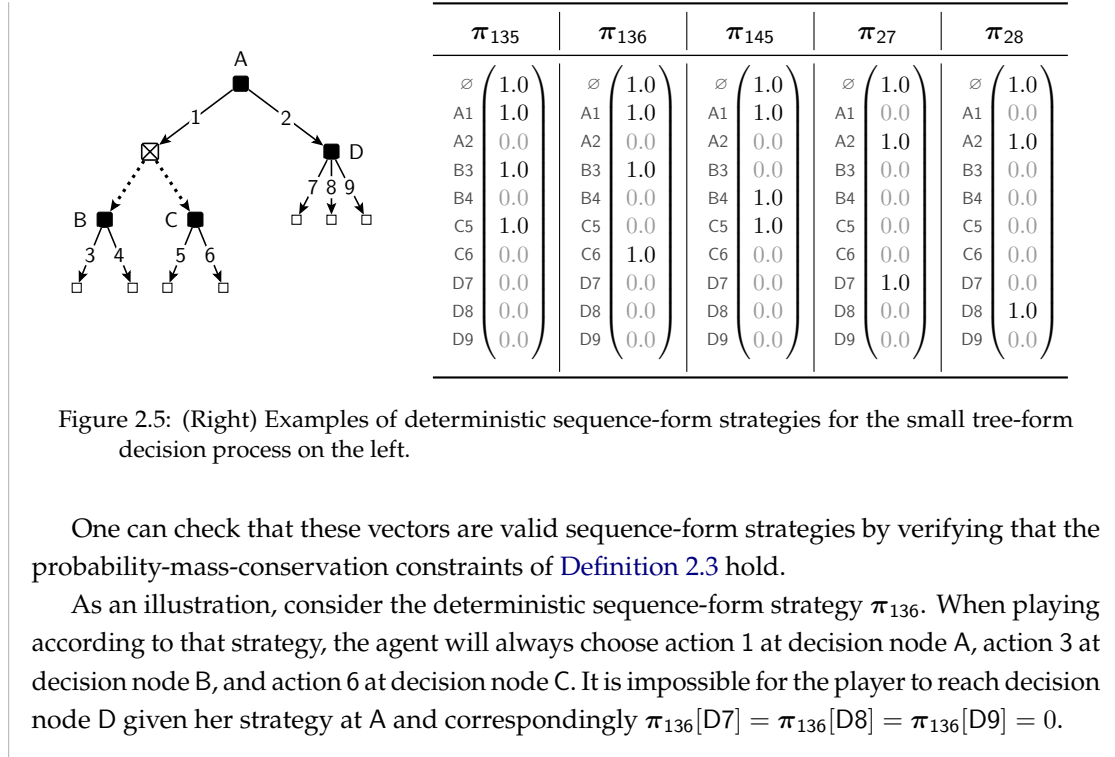 A
1
2
D
7 8 9
B
C
3 4
5 6
π135 π136 π145 π27 π28
∅ 1.0 ∅ 1.0 ∅ 1.0 ∅ 1.0 ∅ 1.0
A1 1.0 A1 1.0 A1 1.0 A1 0.0 A1 0.0
A2 0.0 A2 0.0 A2 0.0 A2 1.0 A2 1.0
B3 1.0 B3 1.0 B3 0.0 B3 0.0 B3 0.0
B4 0.0 B4 0.0 B4 1.0 B4 0.0 B4 0.0
C5 1.0 C5 0.0 C5 1.0 C5 0.0 C5 0.0
C6 0.0 C6 1.0 C6 0.0 C6 0.0 C6 0.0
D7 0.0 D7 0.0 D7 0.0 D7 1.0 D7 0.0
D8 0.0 D8 0.0 D8 0.0 D8 0.0 D8 1.0
D9 0.0 D9 0.0 D9 0.0 D9 0.0 D9 0.0
Figure 2.5: (Right) Examples of deterministic sequence-form strategies for the small tree-form
decision process on the left.
One can check that these vectors are valid sequence-form strategies by verifying that the
probability-mass-conservation constraints of Definition 2.3 hold.
As an illustration, consider the deterministic sequence-form strategy π136. When playing
according to that strategy, the agent will always choose action 1 at decision node A, action 3 at
decision node B, and action 6 at decision node C. It is impossible for the player to reach decision
node D given her strategy at A and correspondingly π136[D7] = π136[D8] = π136[D9] = 0.